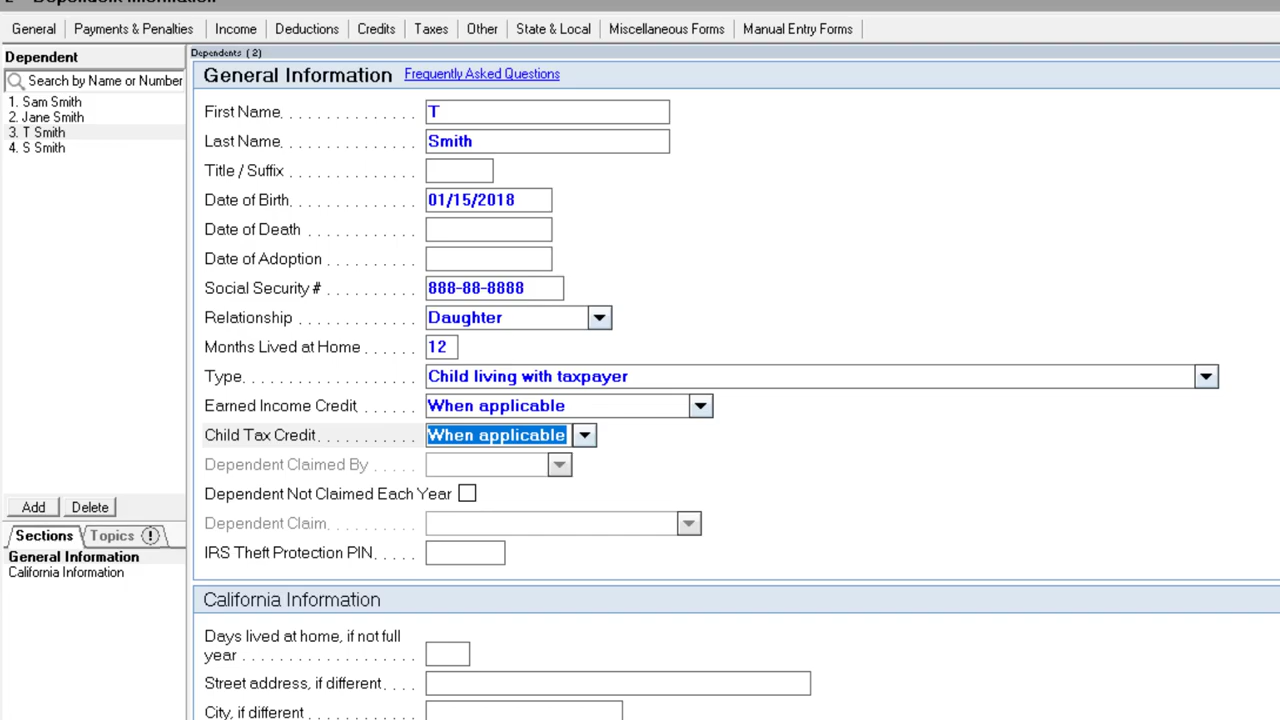 2 - Dependent Information
General Payments & Penalties Income Deductions Credits Taxes Other State & Local Miscellaneous Forms Manual Entry Forms
Dependent
Search by Name or Number
1. Sam Smith
2. Jane Smith
3. T Smith
4. S Smith
Add Delete
Sections Topics
General Information
California Information
Dependents (2)
General Information Frequently Asked Questions
First Name T
Last Name Smith
Title / Suffix
Date of Birth 01/15/2018
Date of Death
Date of Adoption
Social Security # 888-88-8888
Relationship Daughter
Months Lived at Home 12
Type Child living with taxpayer
Earned Income Credit When applicable
Child Tax Credit When applicable
Dependent Claimed By
Dependent Not Claimed Each Year
Dependent Claim
IRS Theft Protection PIN
California Information
Days lived at home, if not full
year
Street address, if different
City, if different